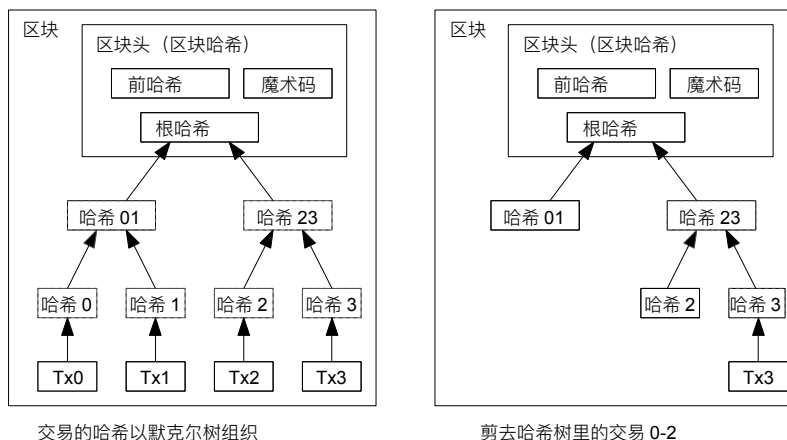 区块
区块头（区块哈希）
前哈希
魔术码
根哈希
哈希 01
哈希 23
哈希 0
哈希 1
哈希 2
哈希 3
Tx0
Tx1
Tx2
Tx3
交易的哈希以默克尔树组织
区块
区块头（区块哈希）
前哈希
魔术码
根哈希
哈希 01
哈希 23
哈希 2
哈希 3
Tx3
剪去哈希树里的交易 0-2